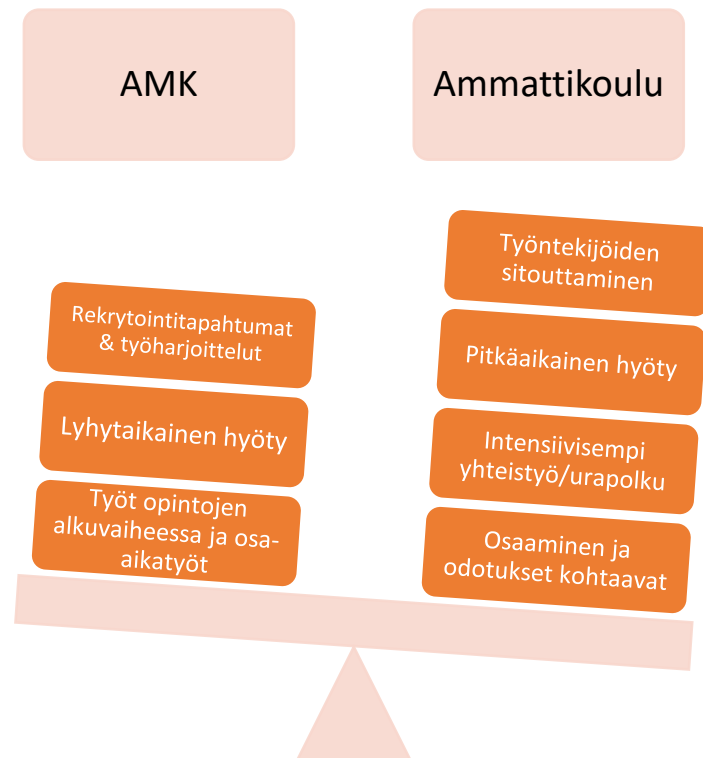 AMK
Ammattikoulu
Rekrytointitapahtumat
& työharjoittelut
Lyhytaikainen hyöty
Työt opintojen
alkuvaiheessa ja osa-
aikatyöt
Työntekijöiden
sitouttaminen
Pitkäaikainen hyöty
Intensiivisempi
yhteistyö/urapolku
Osaaminen ja
odotukset kohtaavat